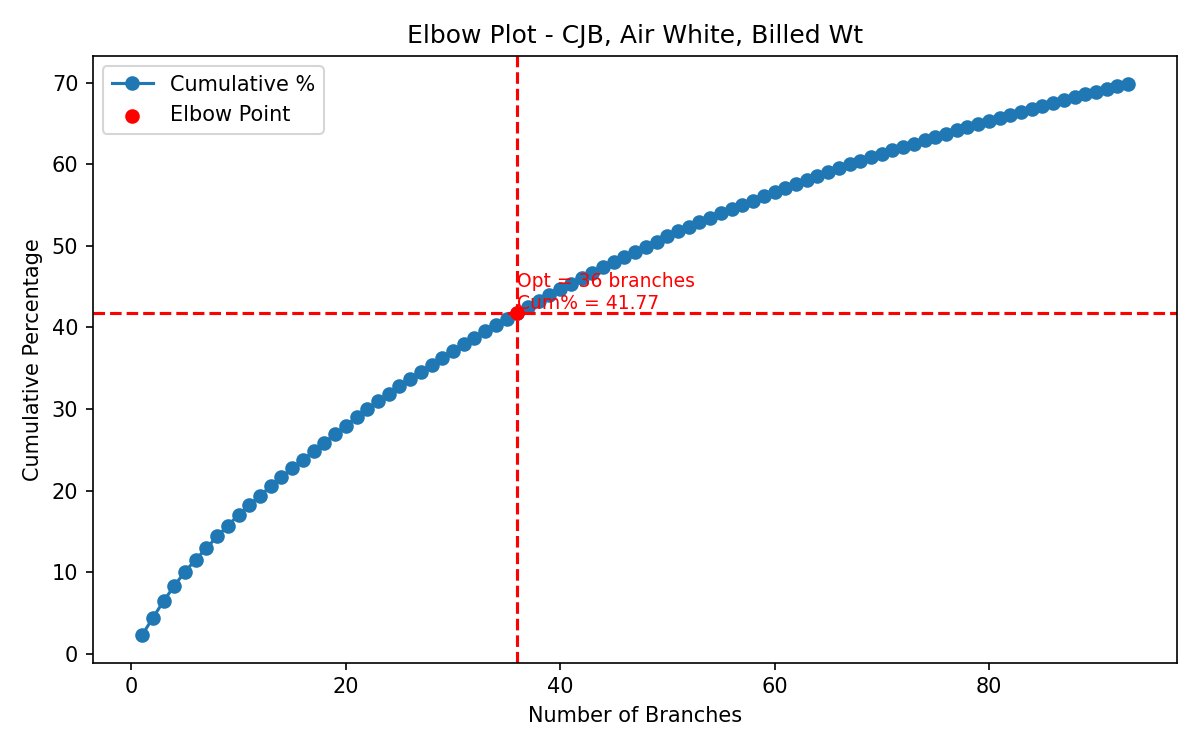 Elbow Plot - CJB, Air White, Billed Wt
Cumulative %
Elbow Point
Opt = 36 branches
Cum% = 41.77
Cumulative Percentage
70
60
50
40
30
20
10
0
0 20 40 60 80
Number of Branches